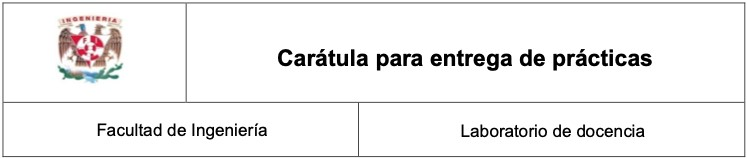 INGENIERIA
Carátula para entrega de prácticas
Facultad de Ingeniería
Laboratorio de docencia